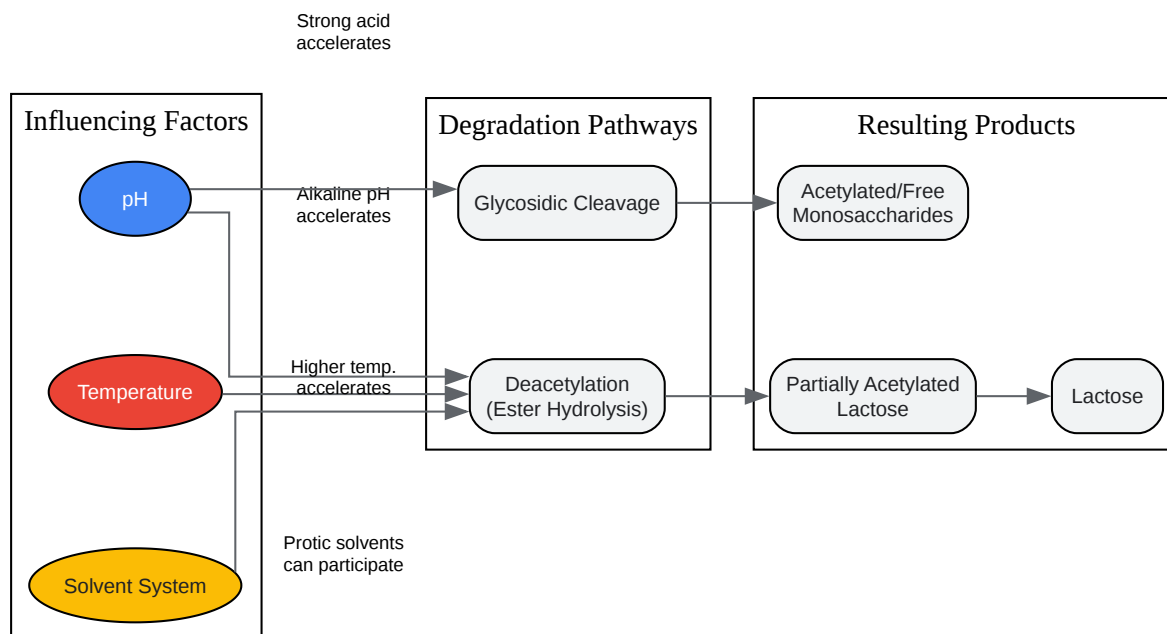 Strong acid
accelerates
Influencing Factors
Degradation Pathways
Resulting Products
pH
Alkaline pH
accelerates
Glycosidic Cleavage
Acetylated/Free
Monosaccharides
Temperature
Higher temp.
accelerates
Deacetylation
(Ester Hydrolysis)
Partially Acetylated
Lactose
Lactose
Solvent System
Protic solvents
can participate